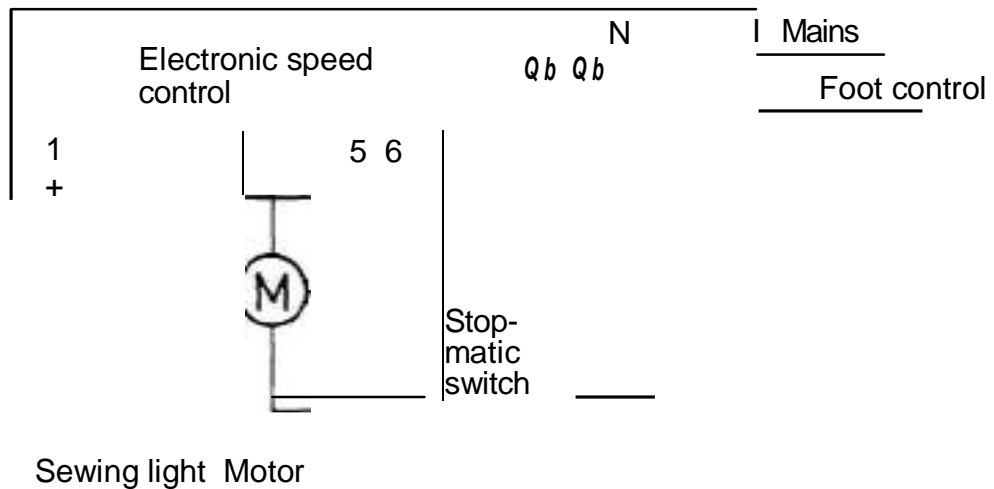 N I Mains
Electronic speed
control
Qb Qb
Foot control
1 5 6
+
M
Stop-
matic
switch
Sewing light Motor